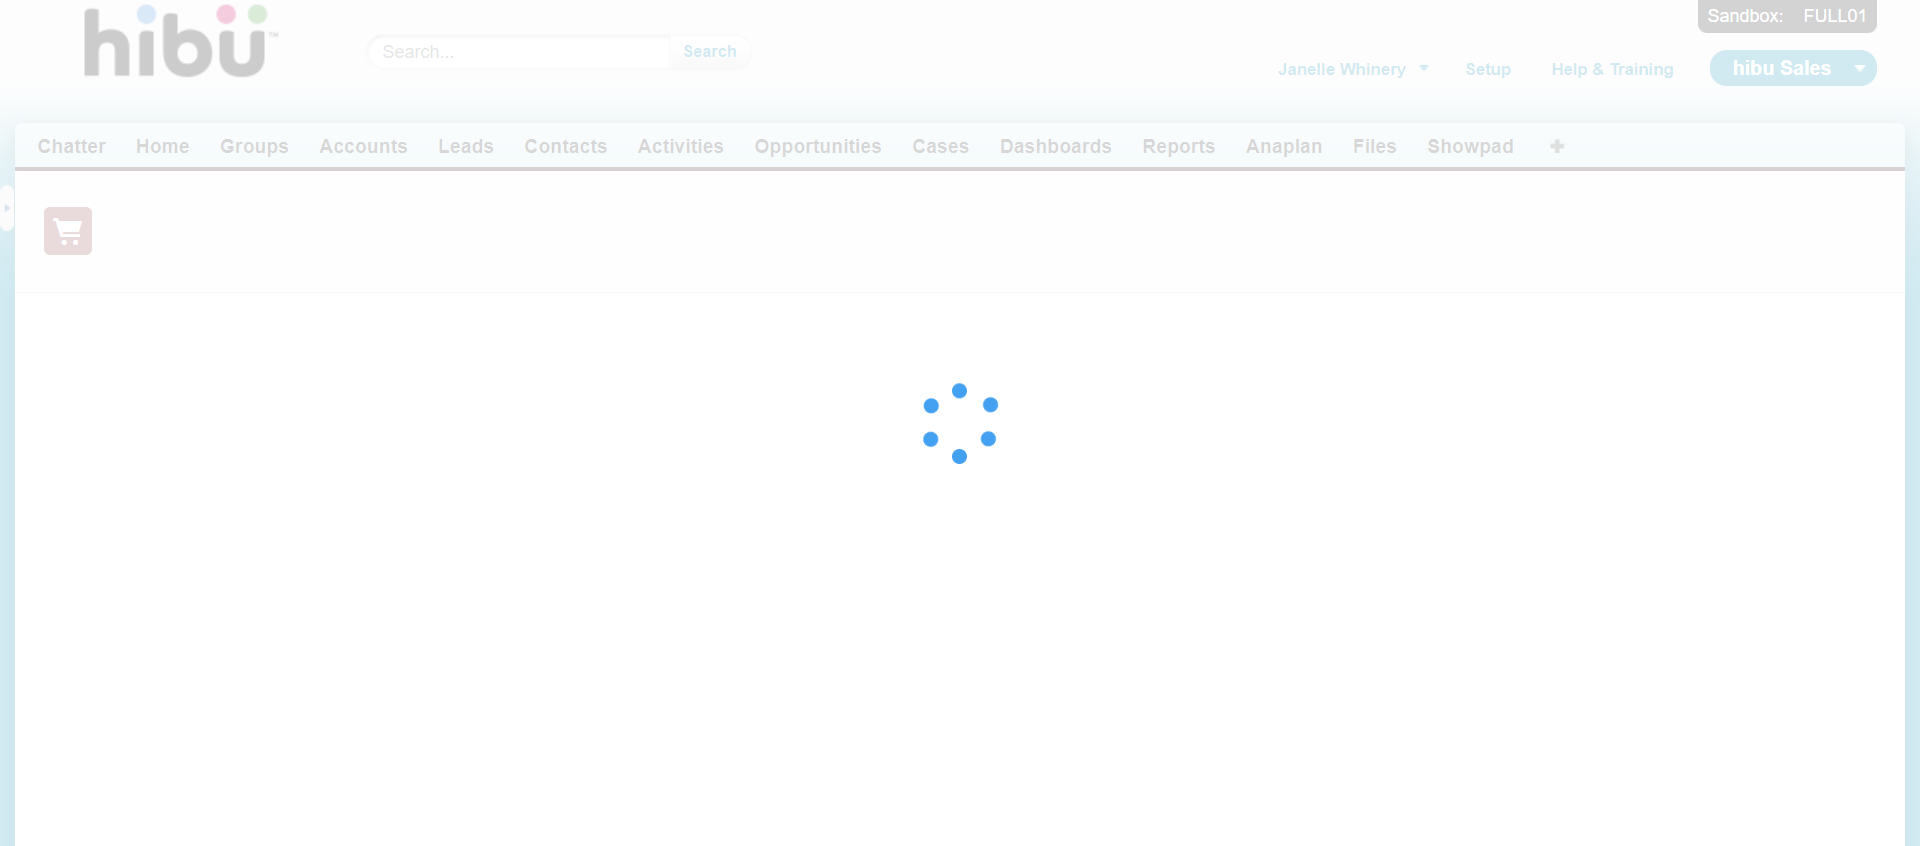 hibu™
Search...
Search
Sandbox: FULL01
Janelle Whinery
Setup
Help & Training
hibu Sales
Chatter Home Groups Accounts Leads Contacts Activities Opportunities Cases Dashboards Reports Anaplan Files Showpad